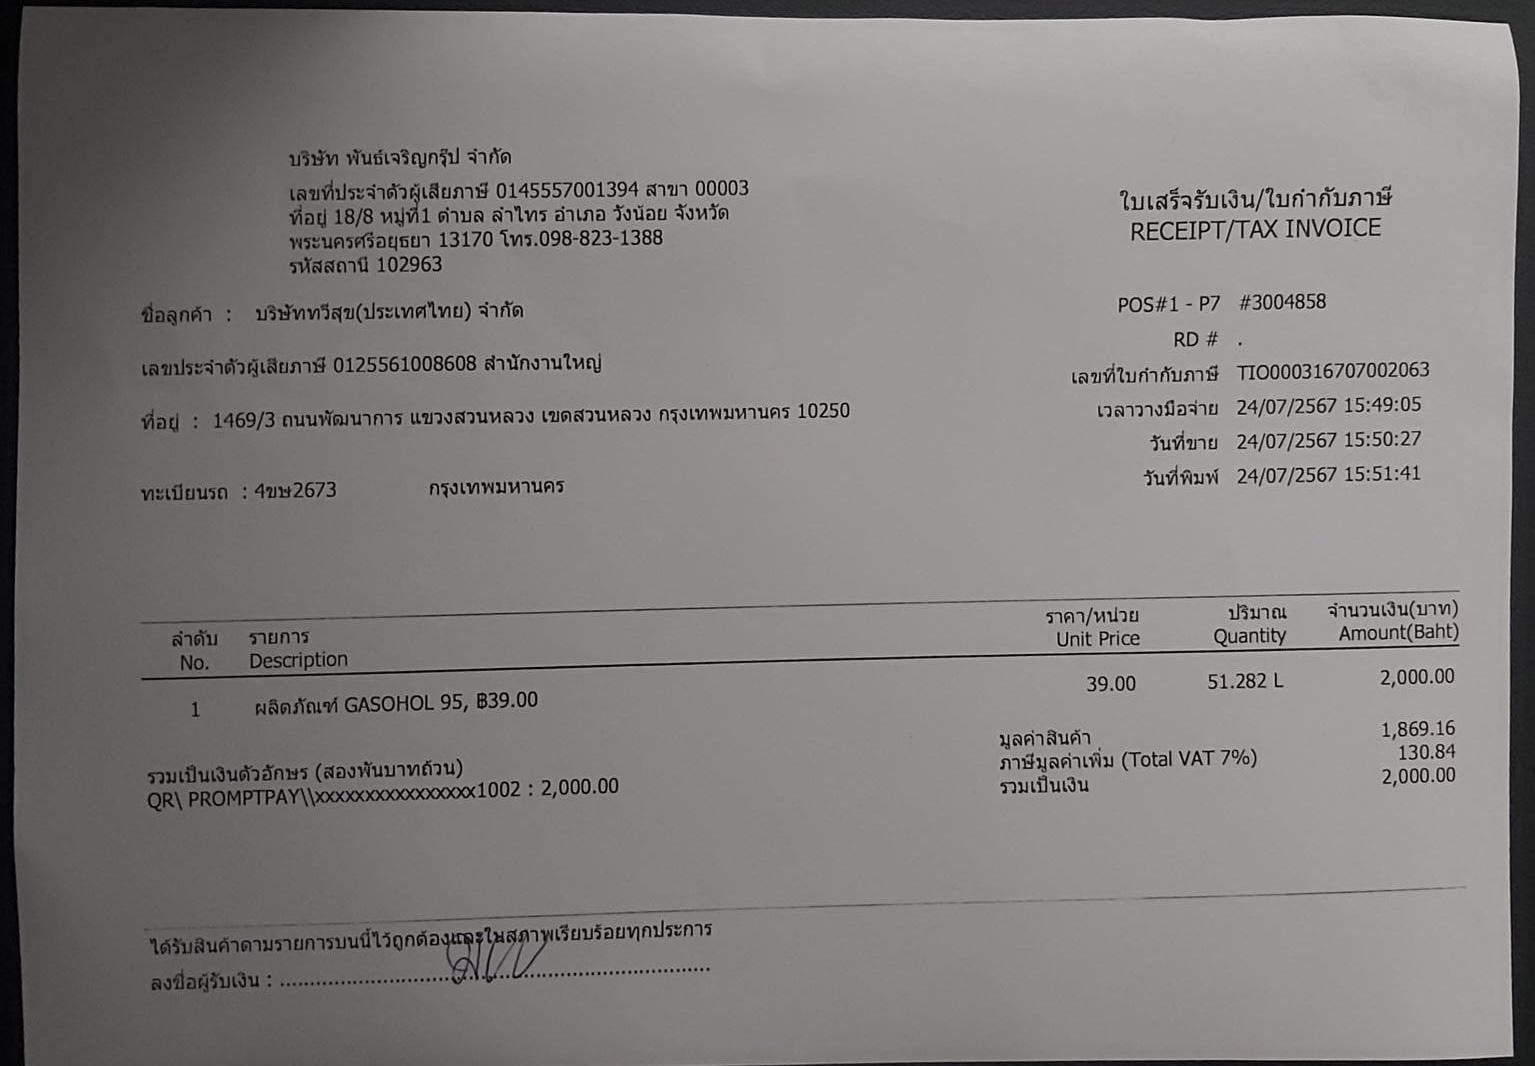 บริษัท พันธ์เจริญกรุ๊ป จำกัด
เลขที่ประจำตัวผู้เสียภาษี 0145557001394 สาขา 00003
ที่อยู่ 18/8 หมู่ที่1 ตำบล ลำไทร อำเภอ วังน้อย จังหวัด
พระนครศรีอยุธยา 13170 โทร.098-823-1388
รหัสสถานี 102963
ใบเสร็จรับเงิน/ใบกำกับภาษี
RECEIPT/TAX INVOICE
ชื่อลูกค้า : บริษัททวีสุข(ประเทศไทย) จำกัด
เลขประจำตัวผู้เสียภาษี 0125561008608 สำนักงานใหญ่
ที่อยู่ : 1469/3 ถนนพัฒนาการ แขวงสวนหลวง เขตสวนหลวง กรุงเทพมหานคร 10250
ทะเบียนรถ : 4ขษ2673 กรุงเทพมหานคร
POS#1 - P7 #3004858
RD # .
เลขที่ใบกำกับภาษี TIO000316707002063
เวลาวางมือจ่าย 24/07/2567 15:49:05
วันที่ขาย 24/07/2567 15:50:27
วันที่พิมพ์ 24/07/2567 15:51:41
ลำดับ รายการ ราคา/หน่วย ปริมาณ จำนวนเงิน(บาท)
No. Description Unit Price Quantity Amount(Baht)
1 ผลิตภัณฑ์ GASOHOL 95, ฿39.00 39.00 51.282 L 2,000.00
มูลค่าสินค้า 1,869.16
ภาษีมูลค่าเพิ่ม (Total VAT 7%) 130.84
รวมเป็นเงิน 2,000.00
รวมเป็นเงินตัวอักษร (สองพันบาทถ้วน)
QR\ PROMPTPAY\\xxxxxxxxxxxxxxxx1002 : 2,000.00
ได้รับสินค้าตามรายการบนนี้ไว้ถูกต้องและในสภาพเรียบร้อยทุกประการ
ลงชื่อผู้รับเงิน : ........................................................................